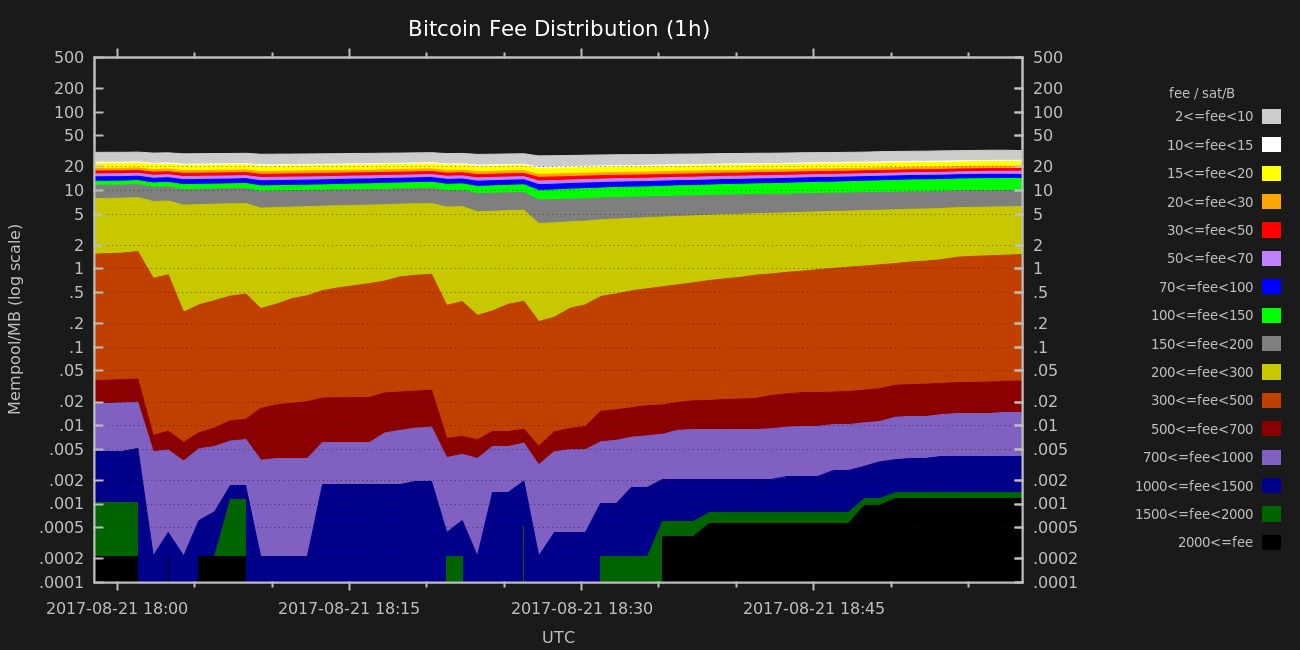 Bitcoin Fee Distribution (1h)
500
200
100
50
20
10
5
2
1
.5
.2
.1
.05
.02
.01
.005
.002
.001
.0005
.0002
.0001
Mempool/MB (log scale)
500
200
100
50
20
10
5
2
1
.5
.2
.1
.05
.02
.01
.005
.002
.001
.0005
.0002
.0001
2017-08-21 18:00 2017-08-21 18:15 2017-08-21 18:30 2017-08-21 18:45
UTC
fee / sat/B
2<=fee<10
10<=fee<15
15<=fee<20
20<=fee<30
30<=fee<50
50<=fee<70
70<=fee<100
100<=fee<150
150<=fee<200
200<=fee<300
300<=fee<500
500<=fee<700
700<=fee<1000
1000<=fee<1500
1500<=fee<2000
2000<=fee